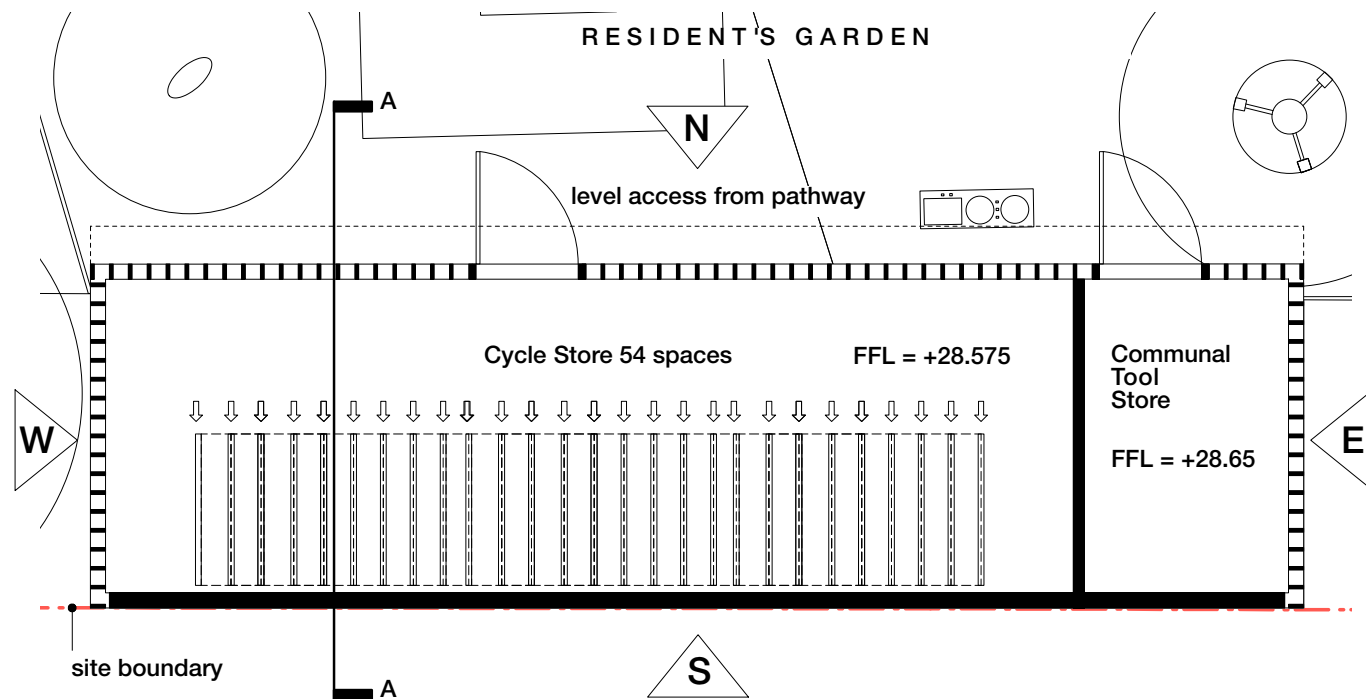 RESIDENT'S GARDEN
A
N
level access from pathway
Cycle Store 54 spaces
FFL = +28.575
Communal
Tool
Store
FFL = +28.65
W
E
site boundary
S
A